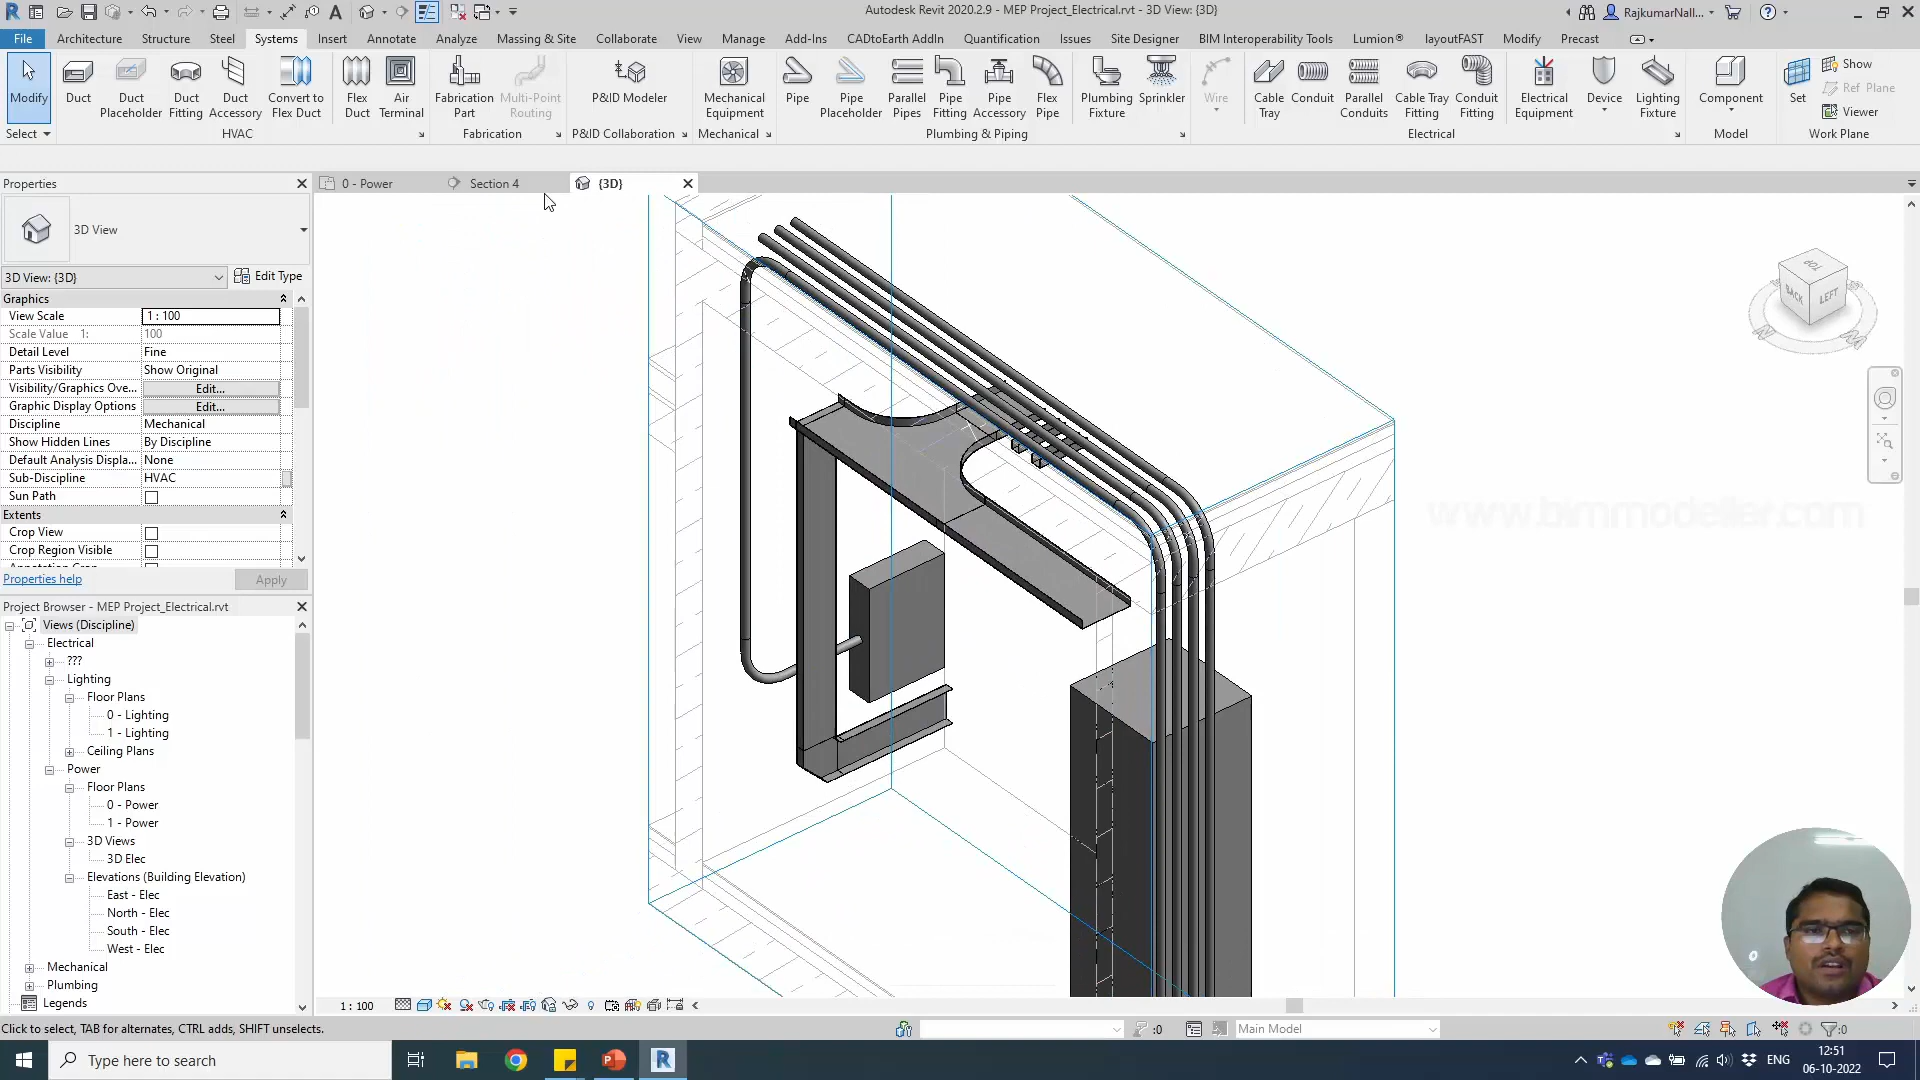 Autodesk Revit 2020.2.9 - MEP Project_Electrical.rvt - 3D View: {3D}
RajkumarNall...
File Architecture Structure Steel Systems Insert Annotate Analyze Massing & Site Collaborate View Manage Add-Ins CADtoEarth AddIn Quantification Issues Site Designer BIM Interoperability Tools Lumion® layoutFAST Modify Precast
Modify
Duct
Duct Placeholder
Duct Fitting
Duct Accessory
Convert to Flex Duct
Flex Duct
Air Terminal
Fabrication Part
Multi-Point Routing
P&ID Modeler
Mechanical Equipment
Pipe
Pipe Placeholder
Parallel Pipes
Pipe Fitting
Pipe Accessory
Flex Pipe
Plumbing Fixture
Sprinkler
Wire
Cable Tray
Conduit
Parallel Conduits
Cable Tray Fitting
Conduit Fitting
Electrical Equipment
Device
Lighting Fixture
Component
Set
Show
Ref Plane
Viewer
Select HVAC Fabrication P&ID Collaboration Mechanical Plumbing & Piping Electrical Model Work Plane
Properties
0 - Power
Section 4
{3D}
3D View
3D View: {3D} Edit Type
Graphics
View Scale 1 : 100
Scale Value 1: 100
Detail Level Fine
Parts Visibility Show Original
Visibility/Graphics Ove... Edit...
Graphic Display Options Edit...
Discipline Mechanical
Show Hidden Lines By Discipline
Default Analysis Displa... None
Sub-Discipline HVAC
Sun Path
Extents
Crop View
Crop Region Visible
Properties help Apply
Project Browser - MEP Project_Electrical.rvt
Views (Discipline)
Electrical
???
Lighting
Floor Plans
0 - Lighting
1 - Lighting
Ceiling Plans
Power
Floor Plans
0 - Power
1 - Power
3D Views
3D Elec
Elevations (Building Elevation)
East - Elec
North - Elec
South - Elec
West - Elec
Mechanical
Plumbing
Legends
TOP
BACK
LEFT
www.bimmodeller.com
1 : 100
Click to select, TAB for alternates, CTRL adds, SHIFT unselects.
:0
Main Model
:0
Type here to search
ENG
12:51
06-10-2022